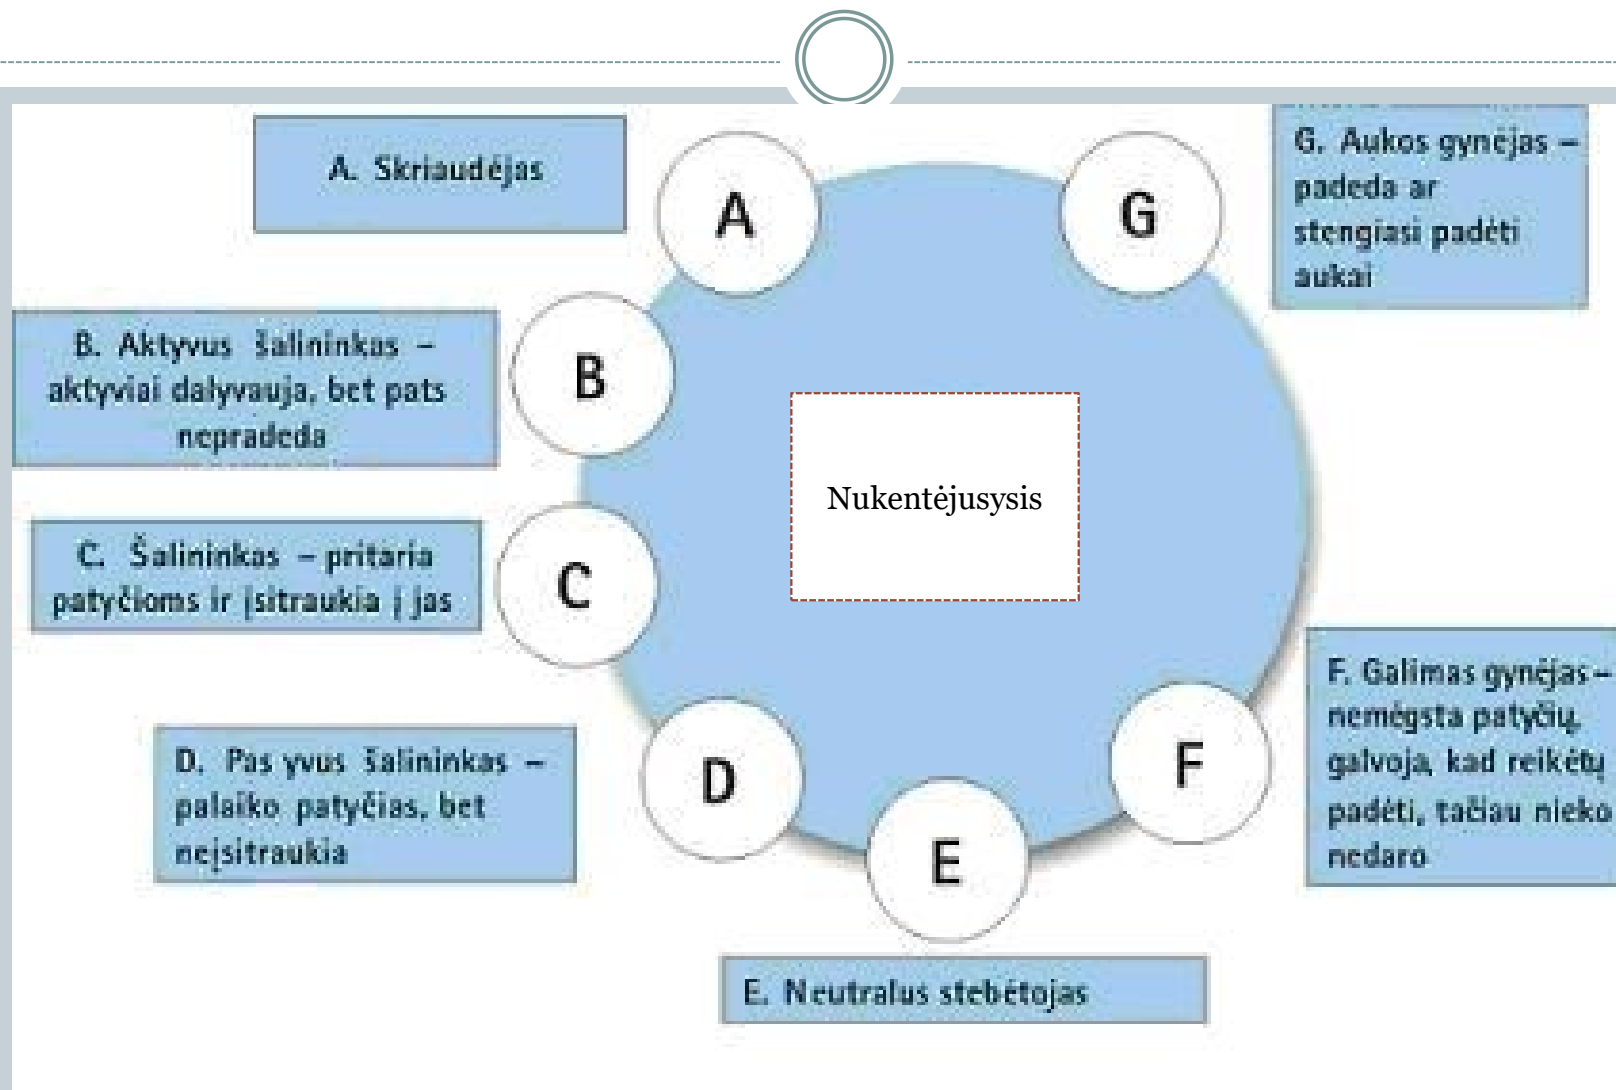 A. Skriaudėjas
A
B. Aktyvus šalininkas –
aktyviai dalyvauja, bet pats
nepradeda
B
C. Šalininkas – pritaria
patyčioms ir įsitraukia į jas
C
D. Pas yvus šalininkas –
palaiko patyčias, bet
neįsitraukia
D
E
E. Neutralus stebėtojas
F
F. Galimas gynėjas –
nemėgsta patyčių,
galvoja, kad reikėtų
padėti, tačiau nieko
nedaro
G
G. Aukos gynėjas –
padeda ar
stengiasi padėti
aukai
Nukentėjusysis